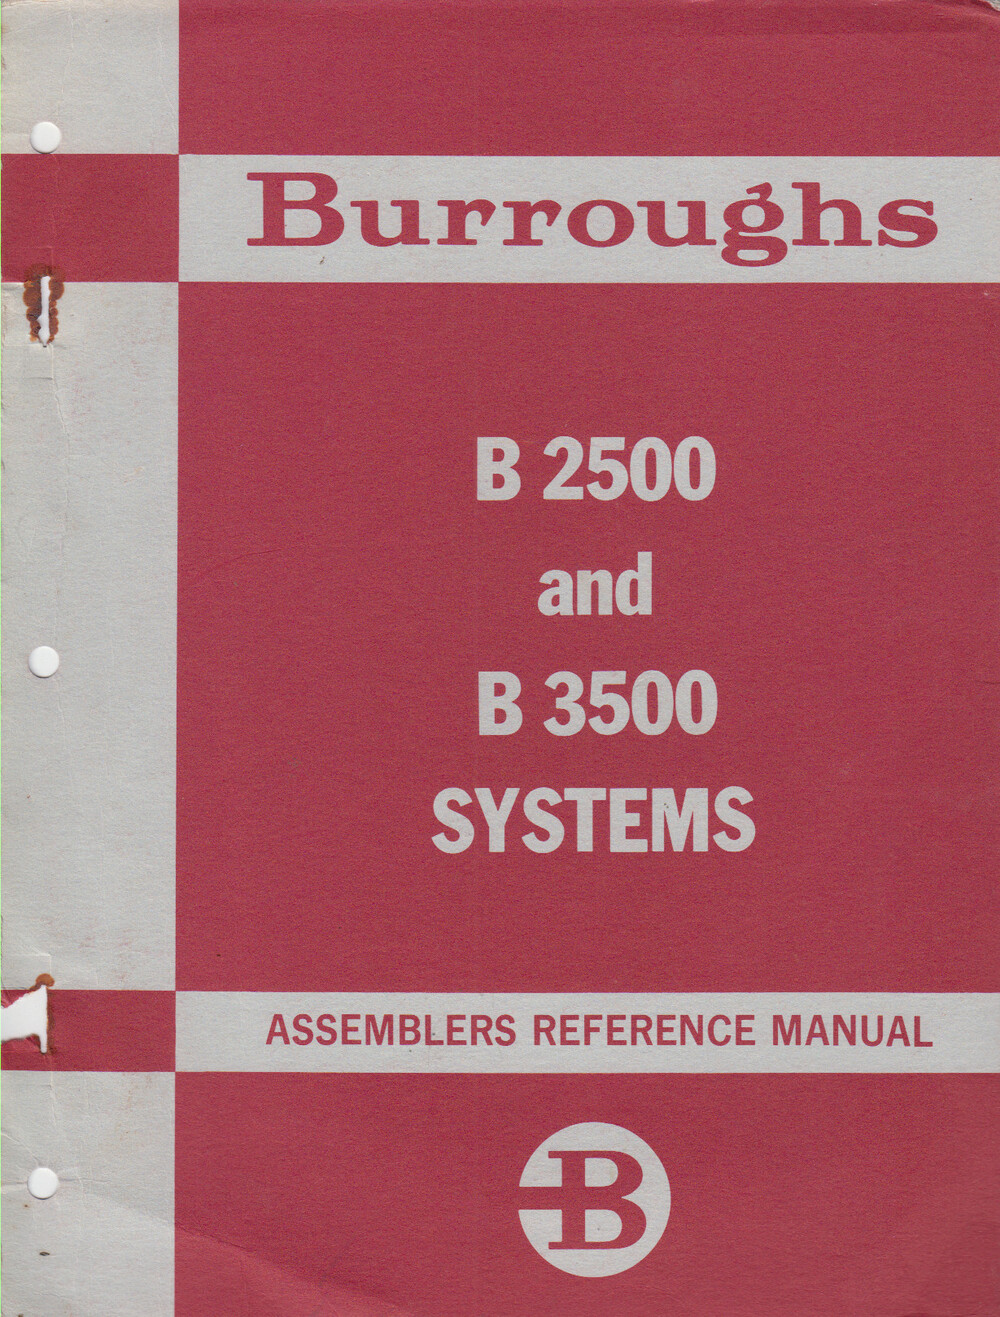 Burroughs
B 2500
and
B 3500
SYSTEMS
ASSEMBLERS REFERENCE MANUAL
B